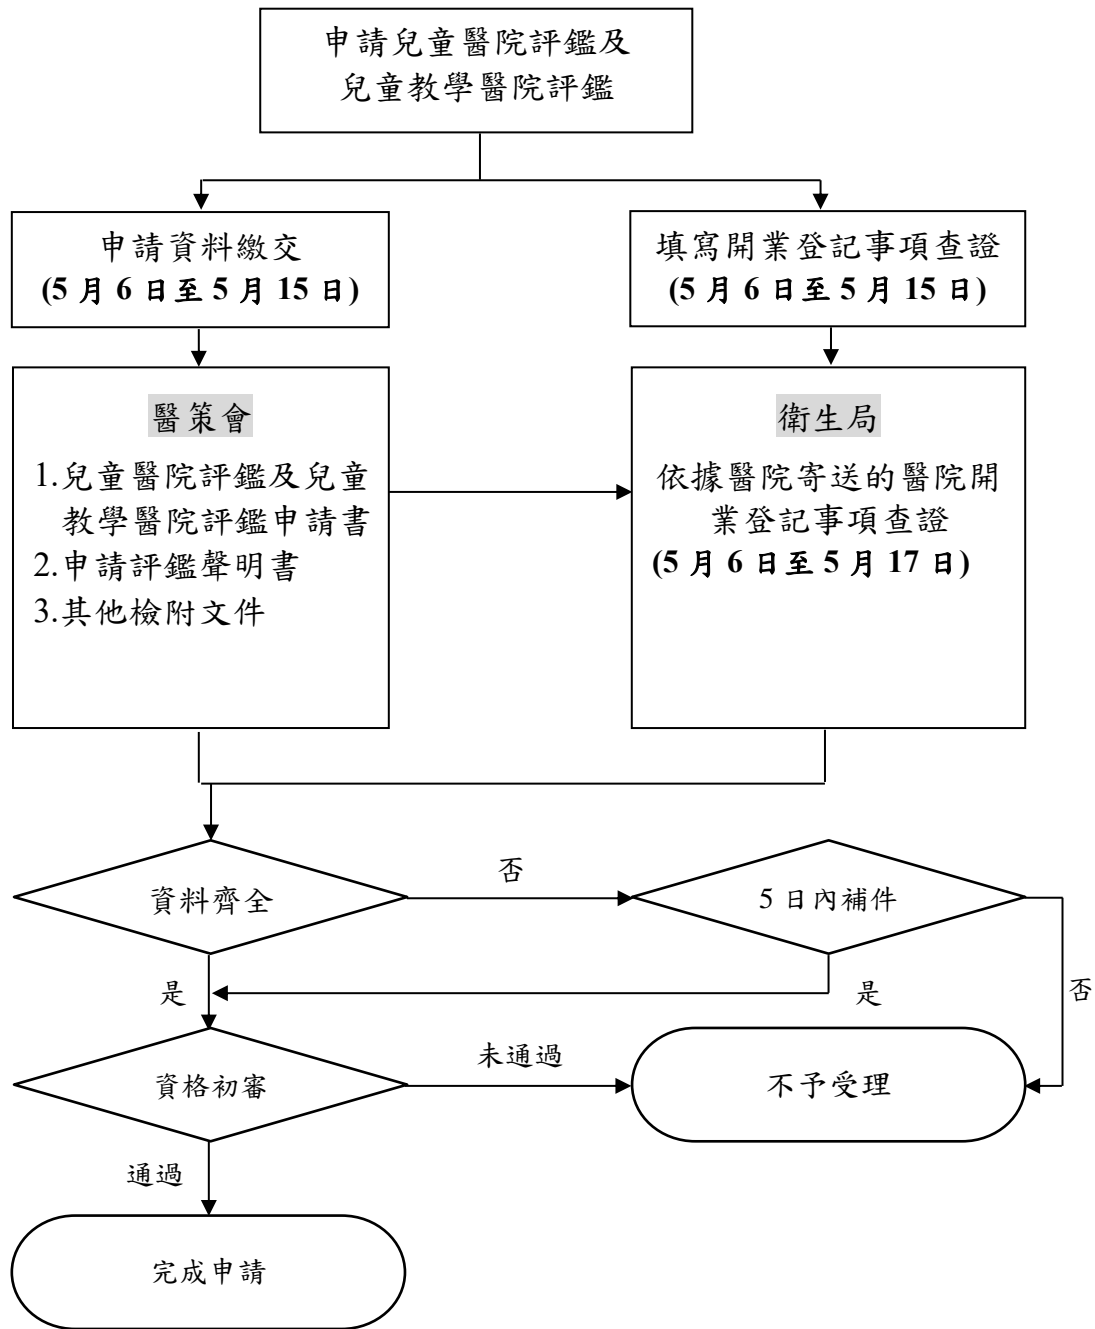 申請兒童醫院評鑑及
兒童教學醫院評鑑
申請資料繳交
(5 月 6 日至 5 月 15 日)
填寫開業登記事項查證
(5 月 6 日至 5 月 15 日)
醫策會
1.兒童醫院評鑑及兒童
教學醫院評鑑申請書
2.申請評鑑聲明書
3.其他檢附文件
衛生局
依據醫院寄送的醫院開
業登記事項查證
(5 月 6 日至 5 月 17 日)
資料齊全
否
5 日內補件
是
是
否
資格初審
未通過
不予受理
通過
完成申請